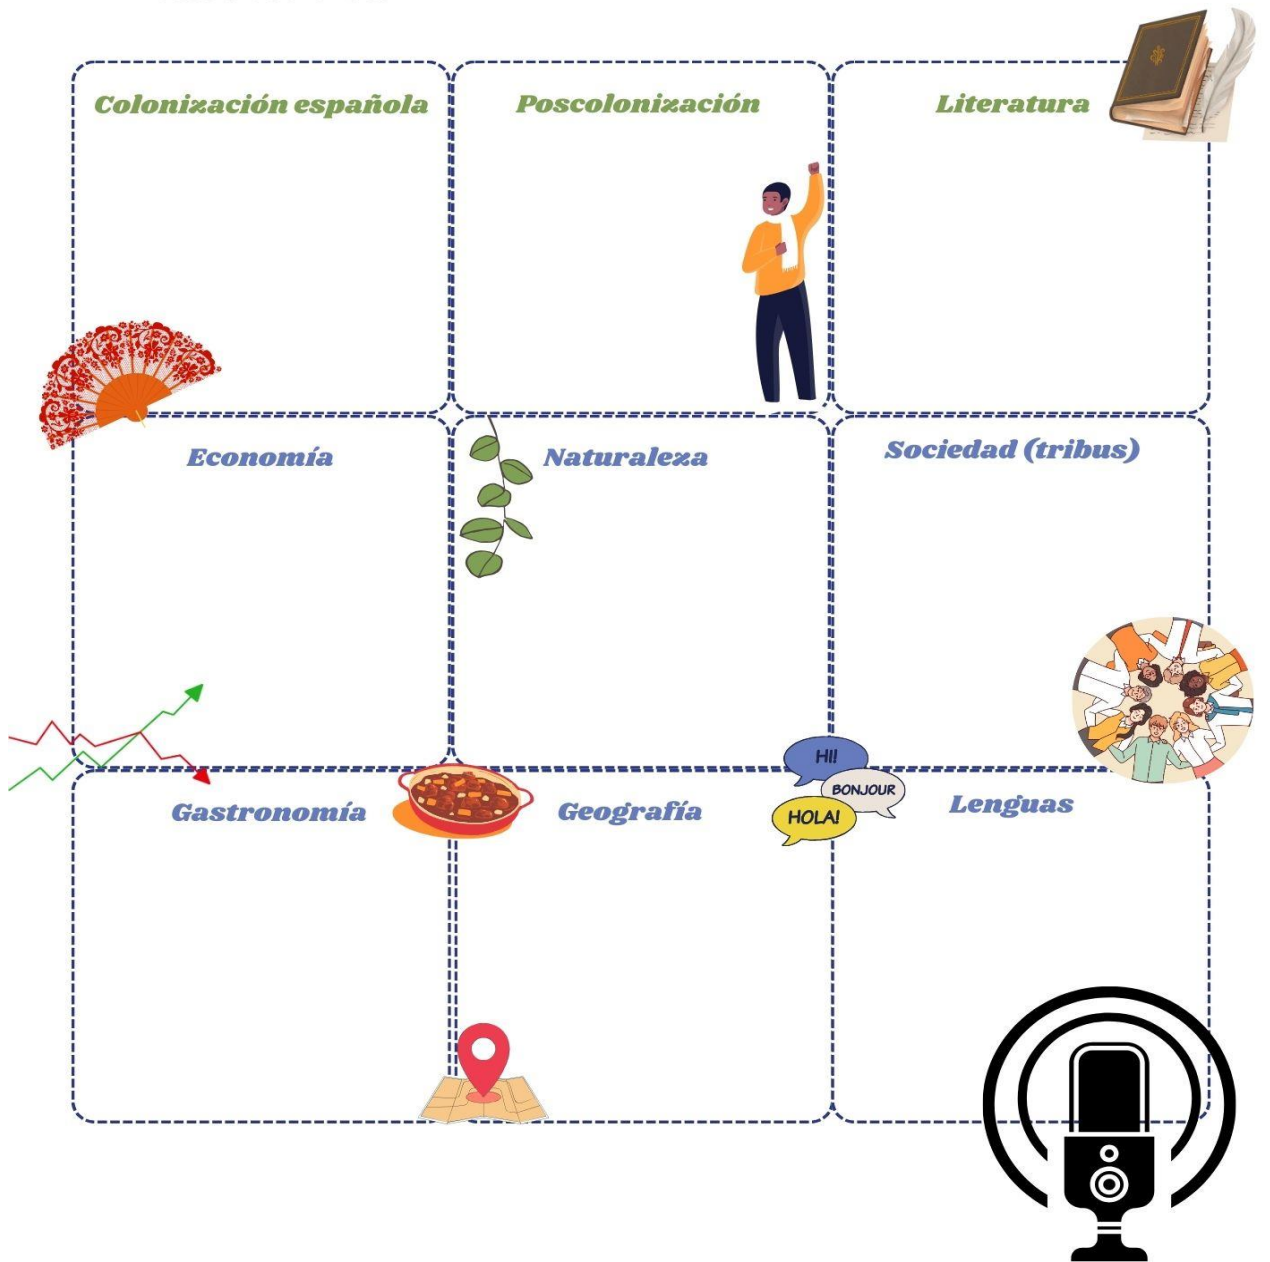 Colonización española
Poscolonización
Literatura
Economía
Naturaleza
Sociedad (tribus)
HI!
BONJOUR
HOLA!
Gastronomía
Geografía
Lenguas